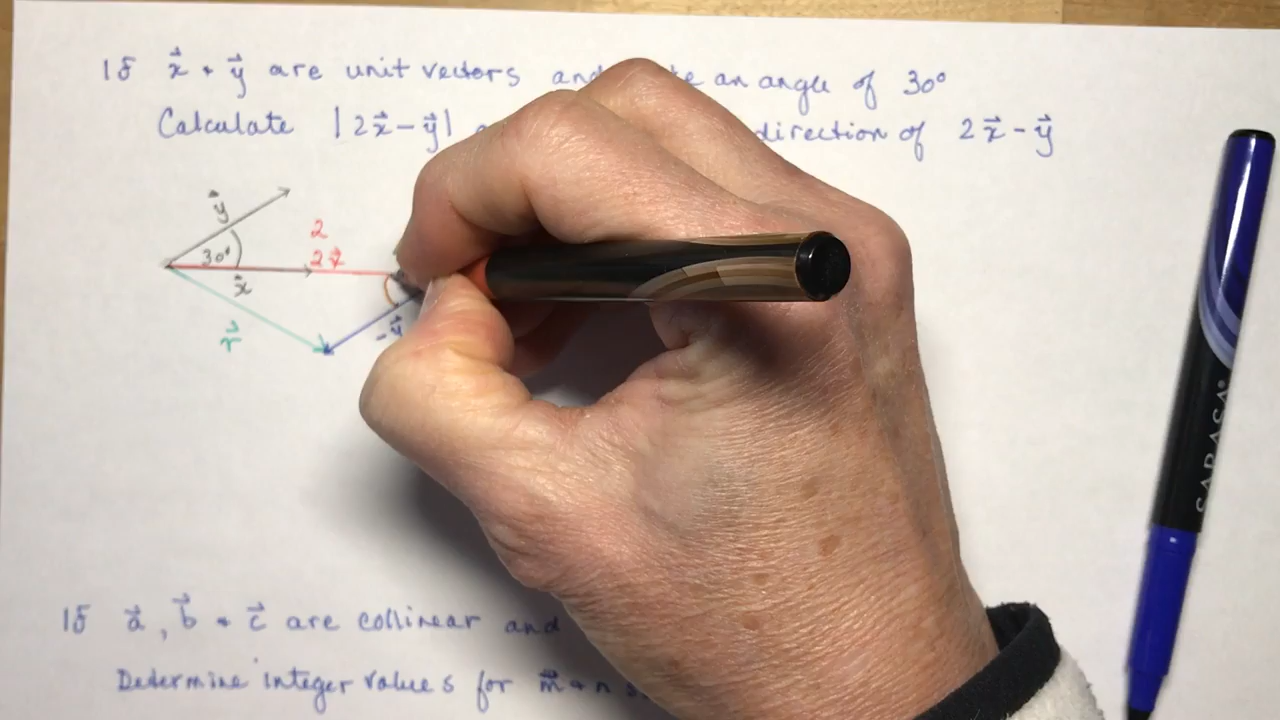 If x⃗ + y⃗ are unit vectors and an angle of 30°
Calculate |2x⃗ - y⃗| direction of 2x⃗ - y⃗
y⃗
2
30°
2x⃗
x⃗
r⃗
-y⃗
If a⃗, b⃗ + c⃗ are collinear and
Determine integer values for m⃗ + n
SARASA